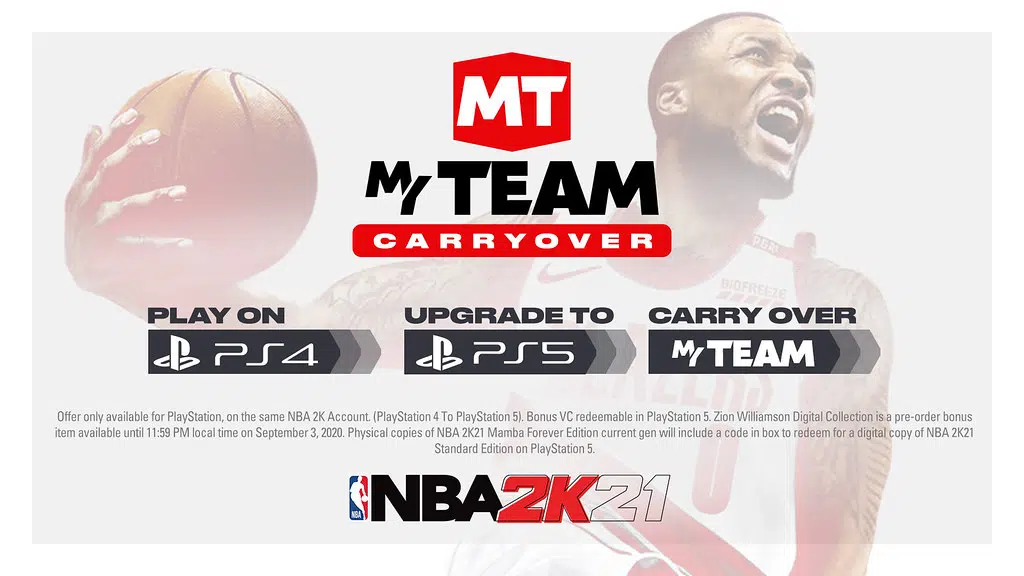 MT
MY TEAM
CARRYOVER
PLAY ON
PS4
UPGRADE TO
PS5
CARRY OVER
MY TEAM
Offer only available for PlayStation, on the same NBA 2K Account. (PlayStation 4 To PlayStation 5). Bonus VC redeemable in PlayStation 5. Zion Williamson Digital Collection is a pre-order bonus
item available until 11:59 PM local time on September 3, 2020. Physical copies of NBA 2K21 Mamba Forever Edition current gen will include a code in box to redeem for a digital copy of NBA 2K21
Standard Edition on PlayStation 5.
BIOFREEZE
0
NBA
NBA2K21